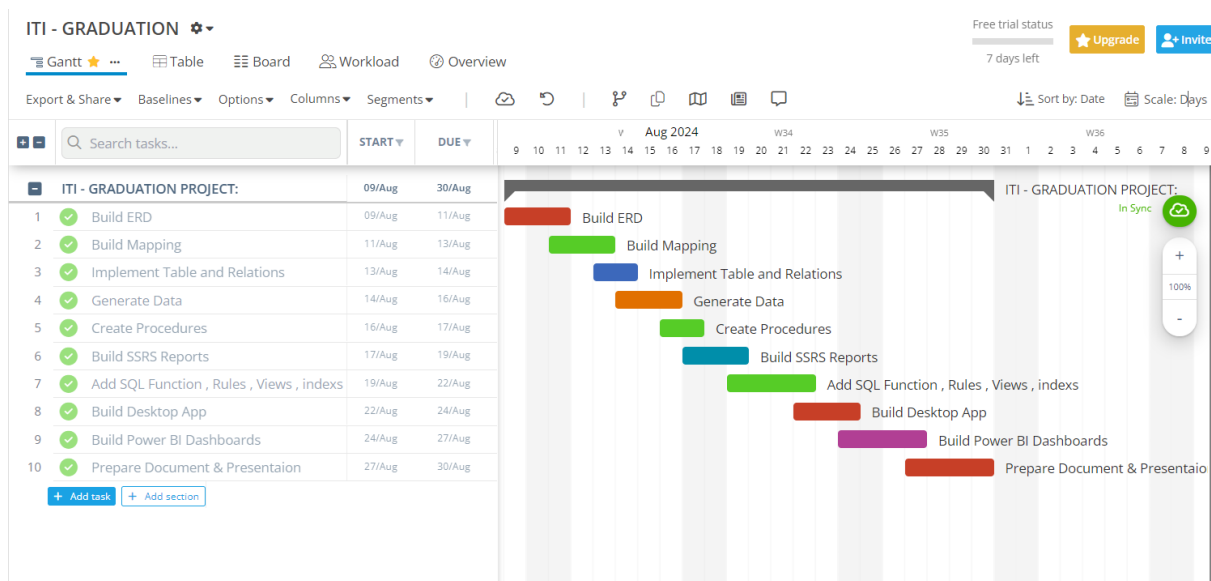 ITI - GRADUATION
Free trial status
7 days left
Upgrade
Invite
Gantt
Table
Board
Workload
Overview
Export & Share
Baselines
Options
Columns
Segments
Sort by: Date
Scale: Days
Search tasks...
START
DUE
Aug 2024
W34
W35
W36
9 10 11 12 13 14 15 16 17 18 19 20 21 22 23 24 25 26 27 28 29 30 31 1 2 3 4 5 6 7 8 9
ITI - GRADUATION PROJECT: 09/Aug 30/Aug
ITI - GRADUATION PROJECT:
In Sync
1 Build ERD 09/Aug 11/Aug
Build ERD
2 Build Mapping 11/Aug 13/Aug
Build Mapping
3 Implement Table and Relations 13/Aug 14/Aug
Implement Table and Relations
4 Generate Data 14/Aug 16/Aug
Generate Data
5 Create Procedures 16/Aug 17/Aug
Create Procedures
6 Build SSRS Reports 17/Aug 19/Aug
Build SSRS Reports
7 Add SQL Function , Rules , Views , indexs 19/Aug 22/Aug
Add SQL Function , Rules , Views , indexs
8 Build Desktop App 22/Aug 24/Aug
Build Desktop App
9 Build Power BI Dashboards 24/Aug 27/Aug
Build Power BI Dashboards
10 Prepare Document & Presentaion 27/Aug 30/Aug
Prepare Document & Presentaio
+
100%
-
+ Add task
+ Add section